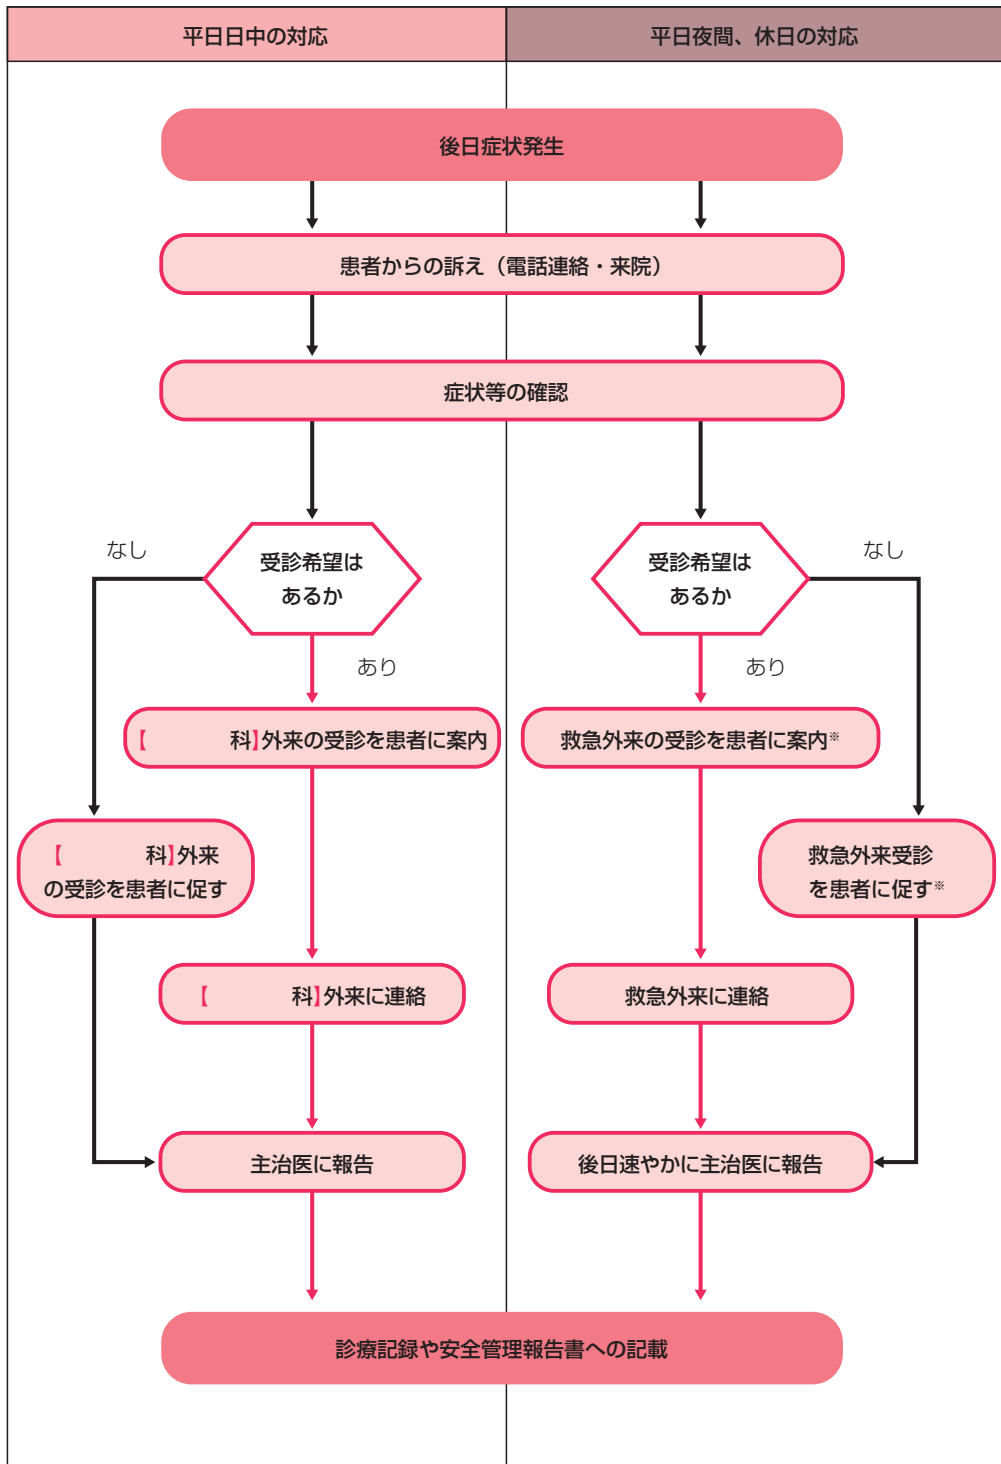 平日日中の対応
平日夜間、休日の対応
後日症状発生
患者からの訴え（電話連絡・来院）
症状等の確認
なし
受診希望は
あるか
受診希望は
あるか
なし
あり
あり
【　　　　科】外来の受診を患者に案内
救急外来の受診を患者に案内※
【　　　　科】外来
の受診を患者に促す
救急外来受診
を患者に促す※
【　　　　科】外来に連絡
救急外来に連絡
主治医に報告
後日速やかに主治医に報告
診療記録や安全管理報告書への記載